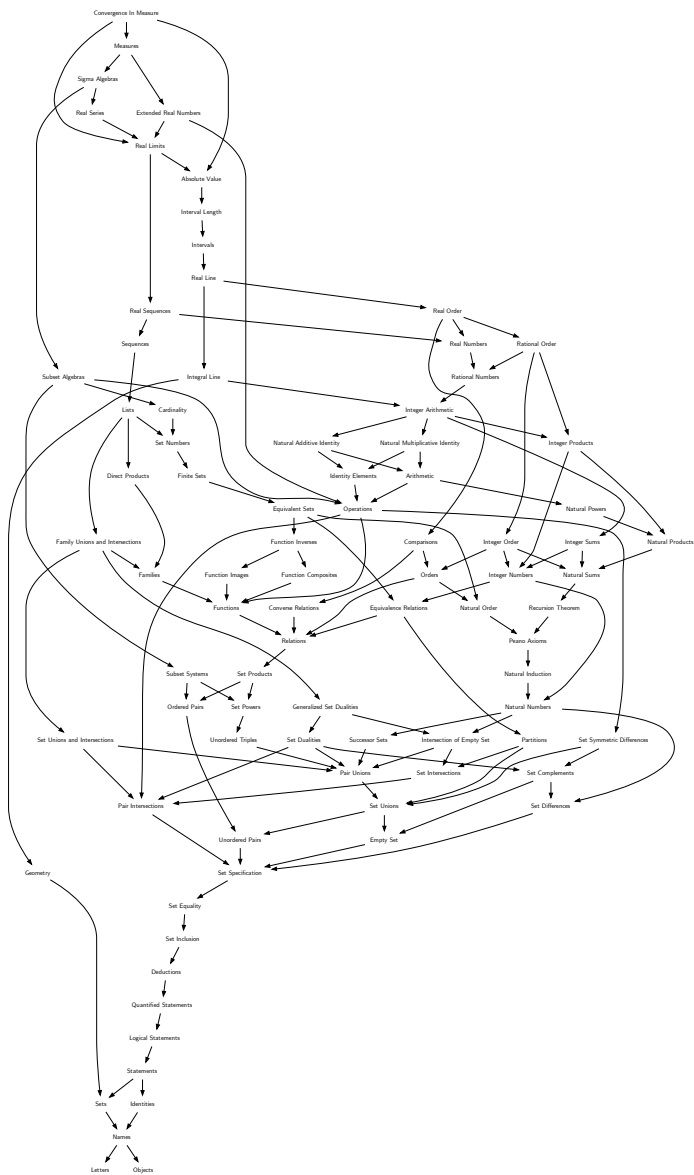 Convergence In Measure
Measures
Sigma Algebras
Real Series Extended Real Numbers
Real Limits
Absolute Value
Interval Length
Intervals
Real Line
Real Sequences Real Order
Sequences Real Numbers Rational Order
Subset Algebras Integral Line Rational Numbers
Lists Cardinality Integer Arithmetic
Set Numbers Natural Additive Identity Natural Multiplicative Identity Integer Products
Direct Products Finite Sets Identity Elements Arithmetic
Equivalent Sets Operations Natural Powers
Family Unions and Intersections Function Inverses Comparisons Integer Order Integer Sums Natural Products
Families Function Images Function Composites Orders Integer Numbers Natural Sums
Functions Converse Relations Equivalence Relations Natural Order Recursion Theorem
Relations Peano Axioms
Subset Systems Set Products Natural Induction
Ordered Pairs Set Powers Generalized Set Dualities Natural Numbers
Set Unions and Intersections Unordered Triples Set Dualities Successor Sets Intersection of Empty Set Partitions Set Symmetric Differences
Pair Unions Set Intersections Set Complements
Pair Intersections Set Unions Set Differences
Unordered Pairs Empty Set
Geometry Set Specification
Set Equality
Set Inclusion
Deductions
Quantified Statements
Logical Statements
Statements
Sets Identities
Names
Letters Objects